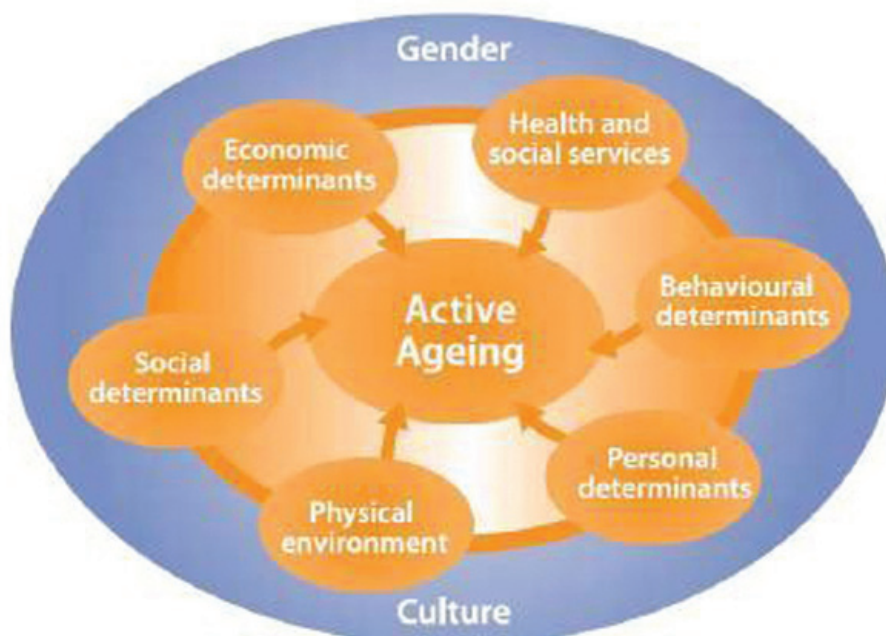 Gender
Economic
determinants
Health and
social services
Behavioural
determinants
Active
Ageing
Social
determinants
Personal
determinants
Physical
environment
Culture